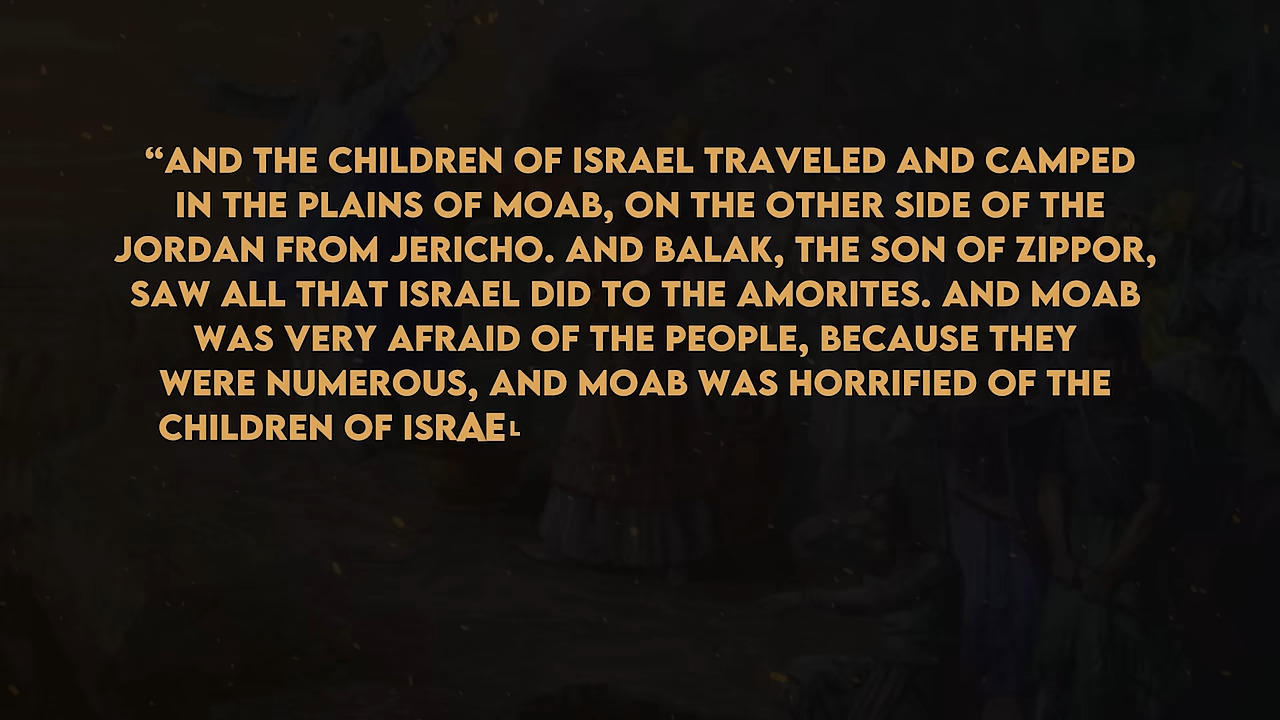 “AND THE CHILDREN OF ISRAEL TRAVELED AND CAMPED
IN THE PLAINS OF MOAB, ON THE OTHER SIDE OF THE
JORDAN FROM JERICHO. AND BALAK, THE SON OF ZIPPOR,
SAW ALL THAT ISRAEL DID TO THE AMORITES. AND MOAB
WAS VERY AFRAID OF THE PEOPLE, BECAUSE THEY
WERE NUMEROUS, AND MOAB WAS HORRIFIED OF THE
CHILDREN OF ISRAEL